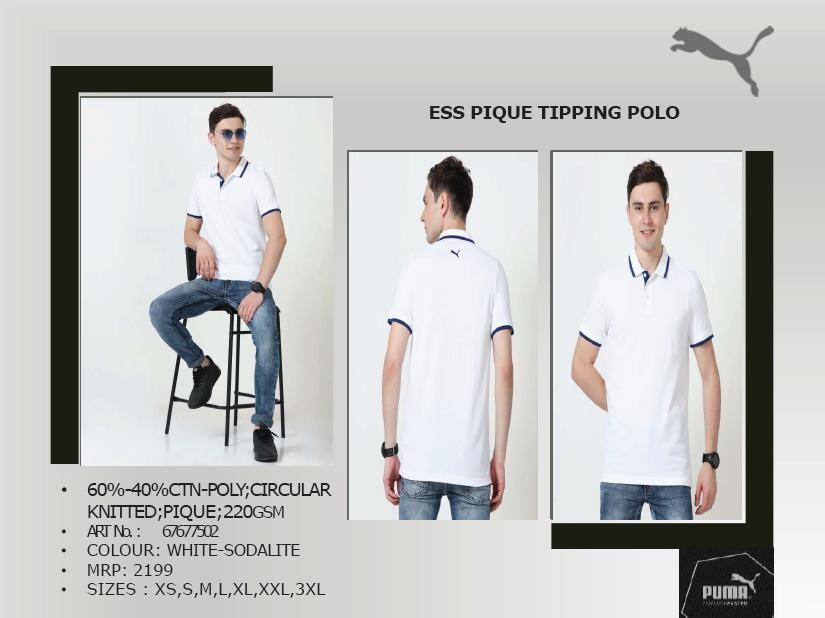 ESS PIQUE TIPPING POLO
• 60%-40%CTN-POLY;CIRCULAR
KNITTED;PIQUE;220GSM
• ART No. : 67677502
• COLOUR: WHITE-SODALITE
• MRP: 2199
• SIZES : XS,S,M,L,XL,XXL,3XL
PUMA